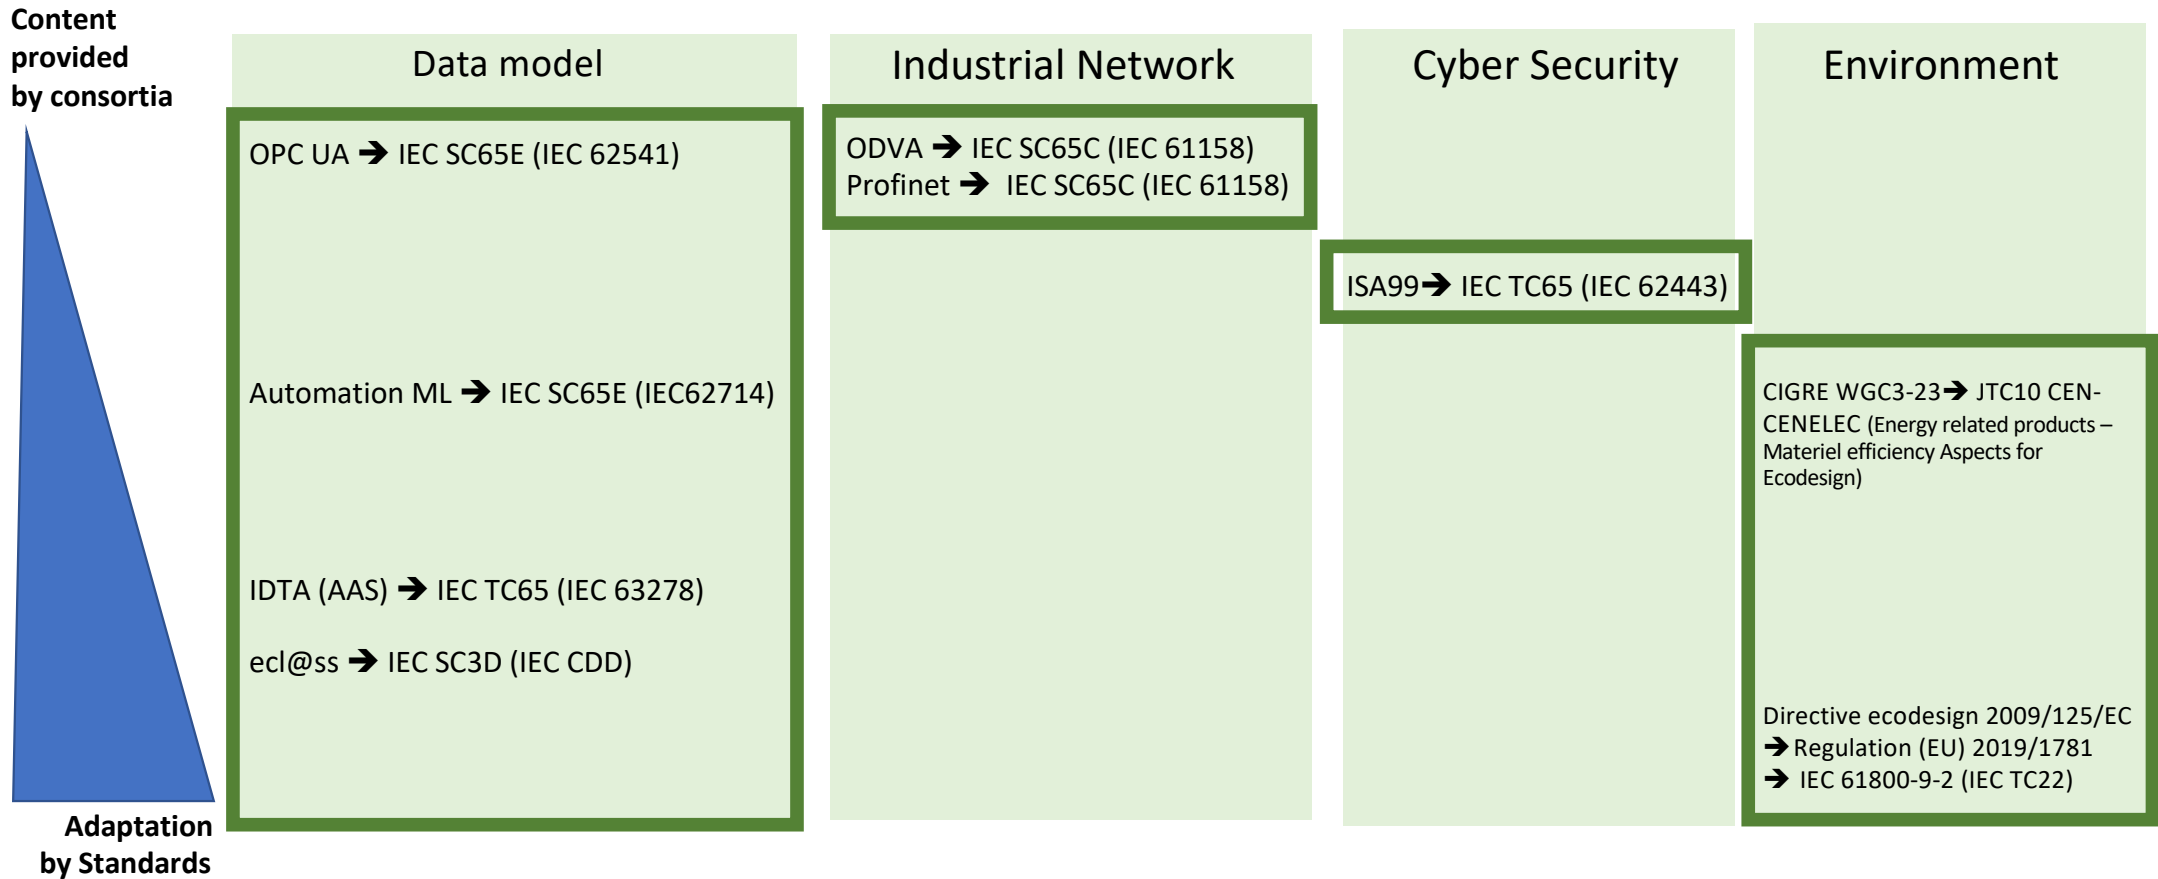 Content
provided
by consortia
Data model
Industrial Network
Cyber Security
Environment
OPC UA ➔ IEC SC65E (IEC 62541)
Automation ML ➔ IEC SC65E (IEC62714)
IDTA (AAS) ➔ IEC TC65 (IEC 63278)
ecl@ss ➔ IEC SC3D (IEC CDD)
ODVA ➔ IEC SC65C (IEC 61158)
Profinet ➔ IEC SC65C (IEC 61158)
ISA99➔ IEC TC65 (IEC 62443)
CIGRE WGC3-23➔ JTC10 CEN-
CENELEC (Energy related products –
Materiel efficiency Aspects for
Ecodesign)
Directive ecodesign 2009/125/EC
➔Regulation (EU) 2019/1781
➔ IEC 61800-9-2 (IEC TC22)
Adaptation
by Standards